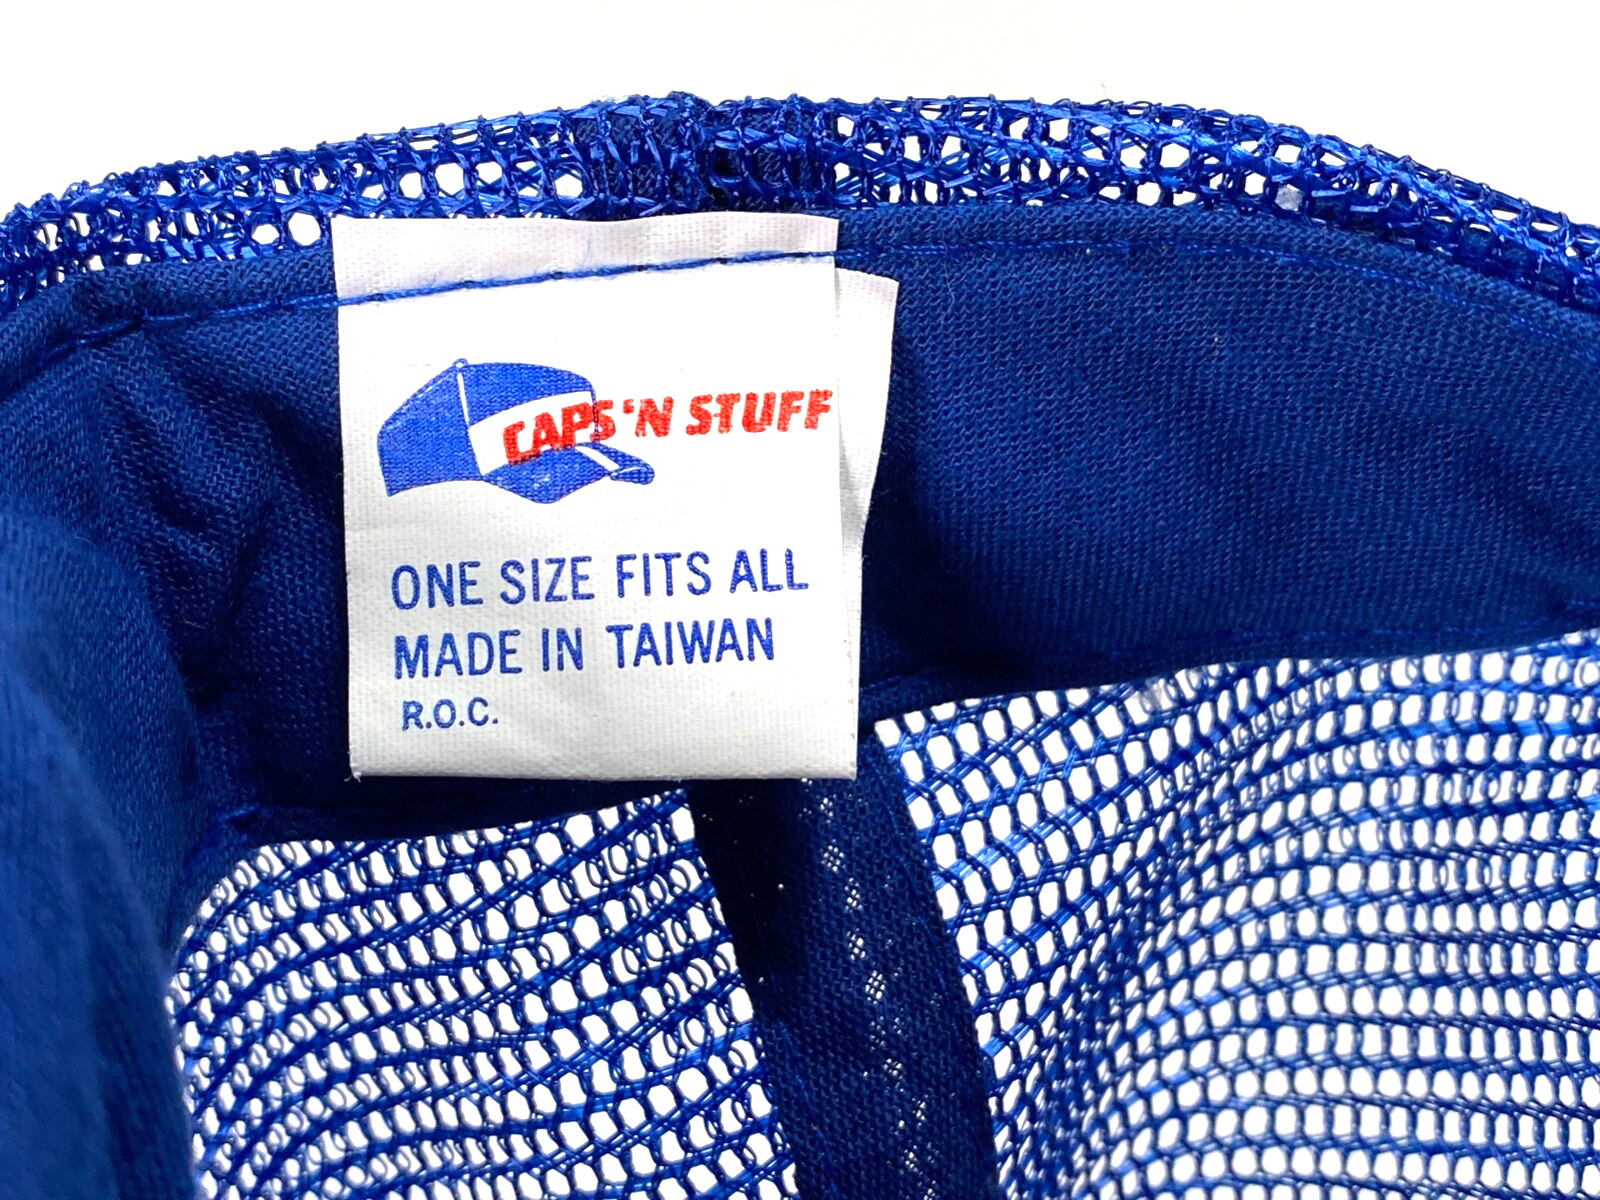 CAPS 'N STUFF
ONE SIZE FITS ALL
MADE IN TAIWAN
R.O.C.